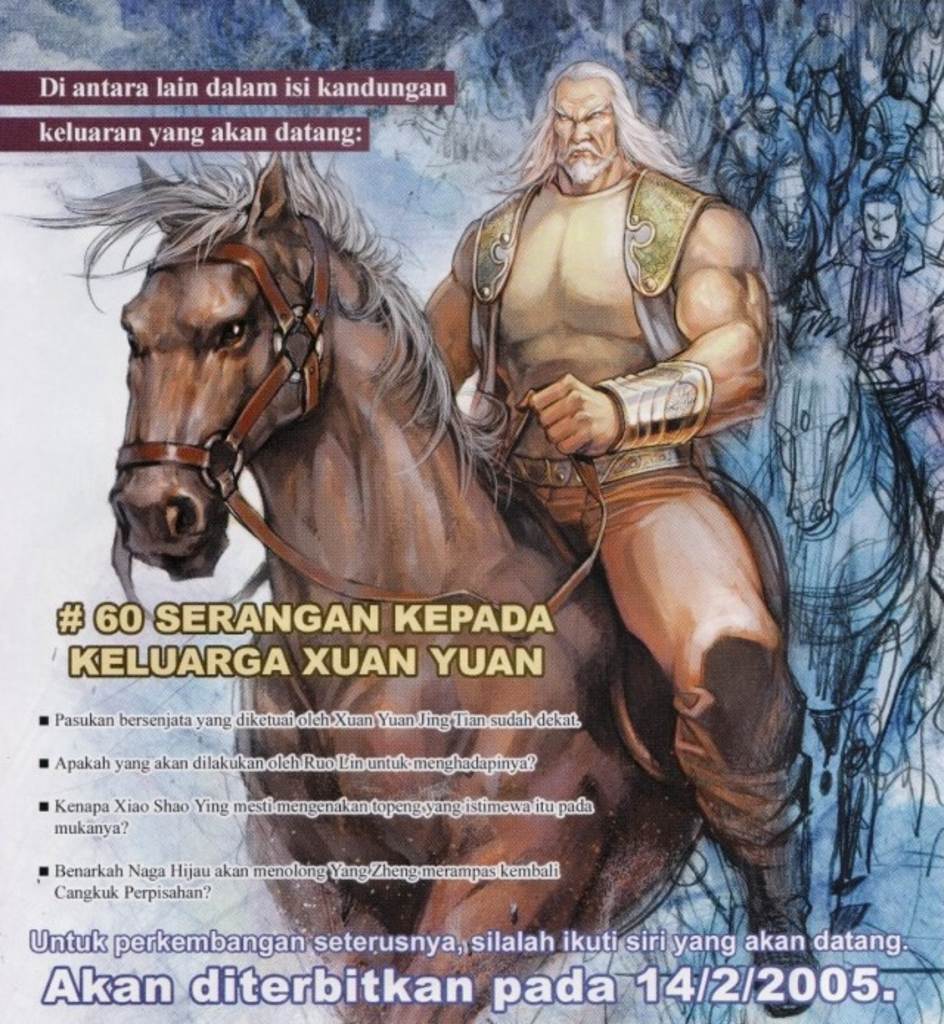 Di antara lain dalam isi kandungan
keluaran yang akan datang:
# 60 SERANGAN KEPADA
KELUARGA XUAN YUAN
■ Pasukan bersenjata yang diketuai oleh Xuan Yuan Jing Tian sudah dekat.
■ Apakah yang akan dilakukan oleh Ruo Lin untuk menghadapinya?
■ Kenapa Xiao Shao Ying mesti mengenakan topeng yang istimewa itu pada
mukanya?
■ Benarkah Naga Hijau akan menolong Yang Zheng merampas kembali
Cangkuk Perpisahan?
Untuk perkembangan seterusnya, silalah ikuti siri yang akan datang.
Akan diterbitkan pada 14/2/2005.